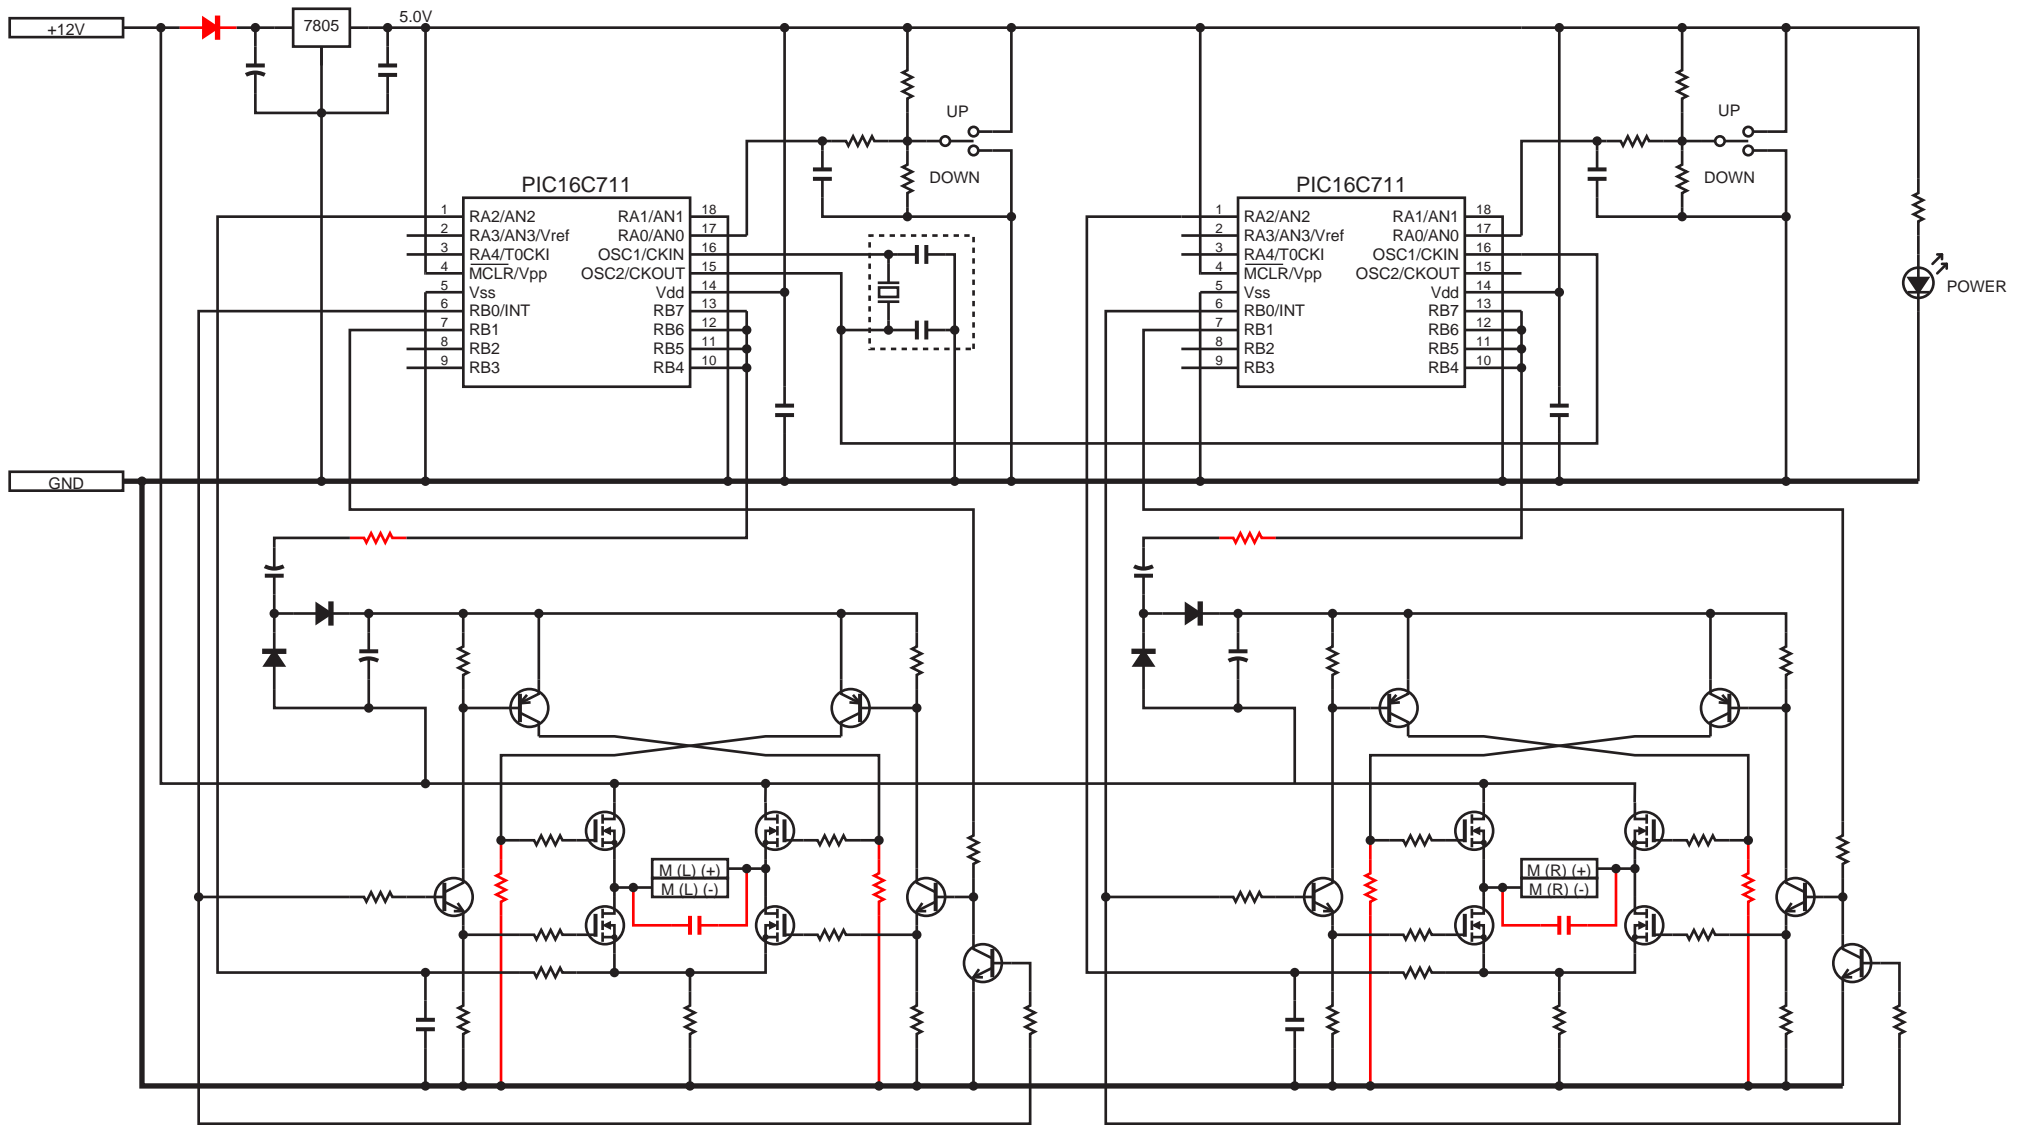 +12V
7805
5.0V
GND
PIC16C711
1 RA2/AN2 RA1/AN1 18
2 RA3/AN3/Vref RA0/AN0 17
3 RA4/T0CKI OSC1/CKIN 16
4 MCLR/Vpp OSC2/CKOUT 15
5 Vss Vdd 14
6 RB0/INT RB7 13
7 RB1 RB6 12
8 RB2 RB5 11
9 RB3 RB4 10
UP
DOWN
PIC16C711
1 RA2/AN2 RA1/AN1 18
2 RA3/AN3/Vref RA0/AN0 17
3 RA4/T0CKI OSC1/CKIN 16
4 MCLR/Vpp OSC2/CKOUT 15
5 Vss Vdd 14
6 RB0/INT RB7 13
7 RB1 RB6 12
8 RB2 RB5 11
9 RB3 RB4 10
UP
DOWN
POWER
M (L) (+)
M (L) (-)
M (R) (+)
M (R) (-)